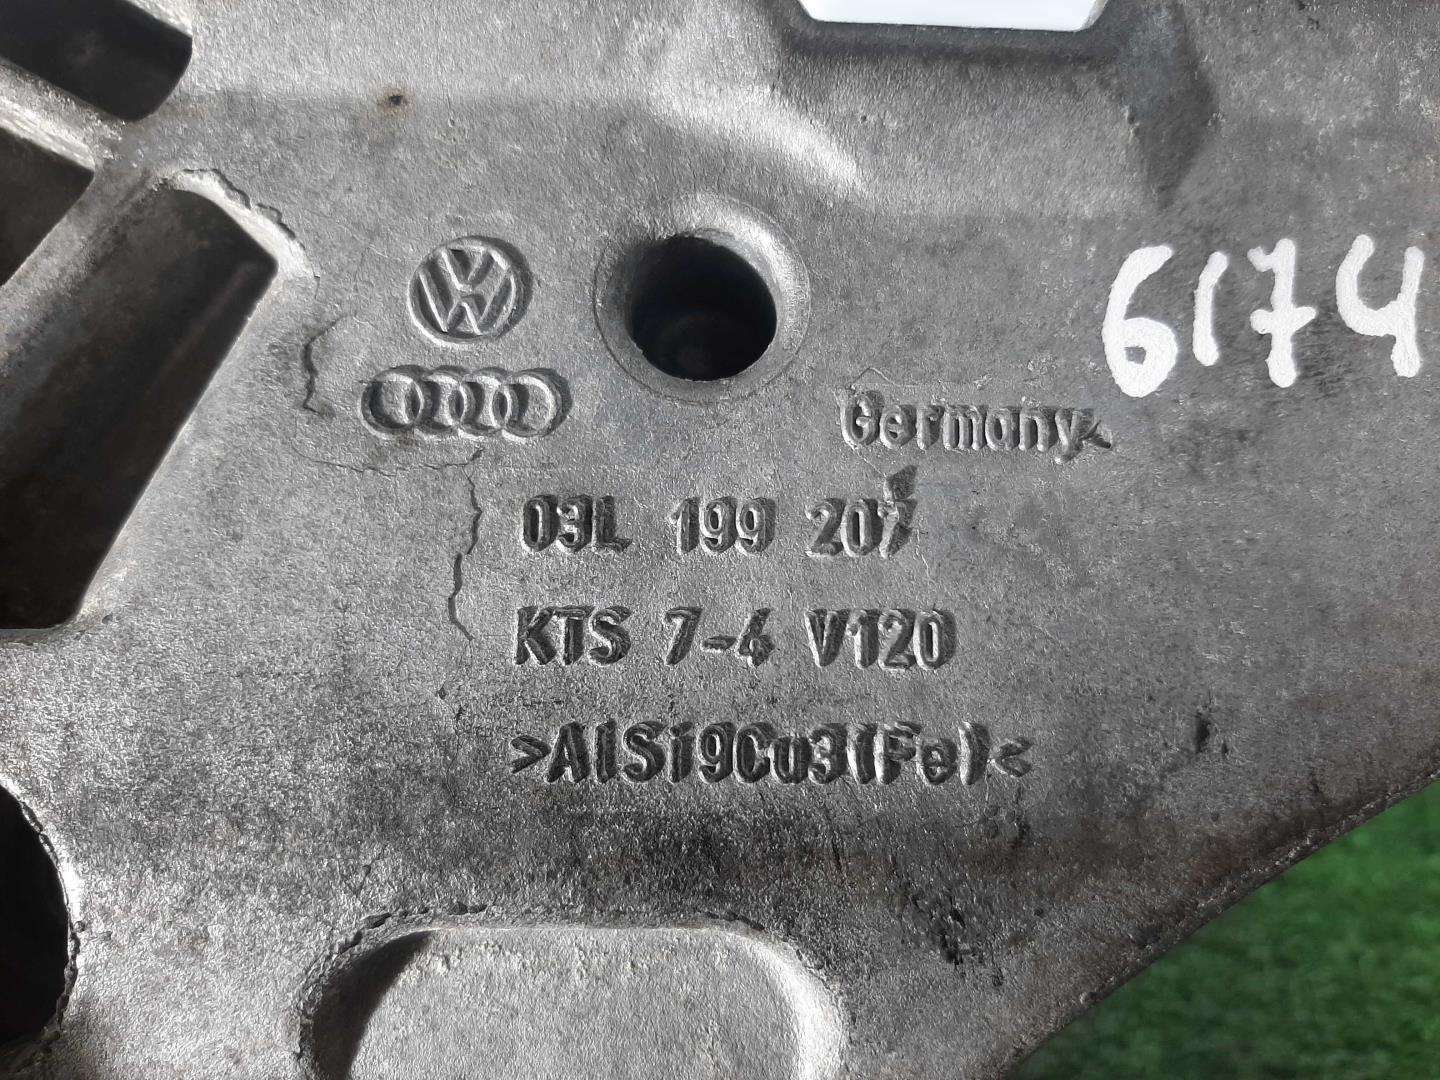 6174
Germany
03L 199 207
KTS 7-4 V120
>AlSi9Cu3(Fe)<